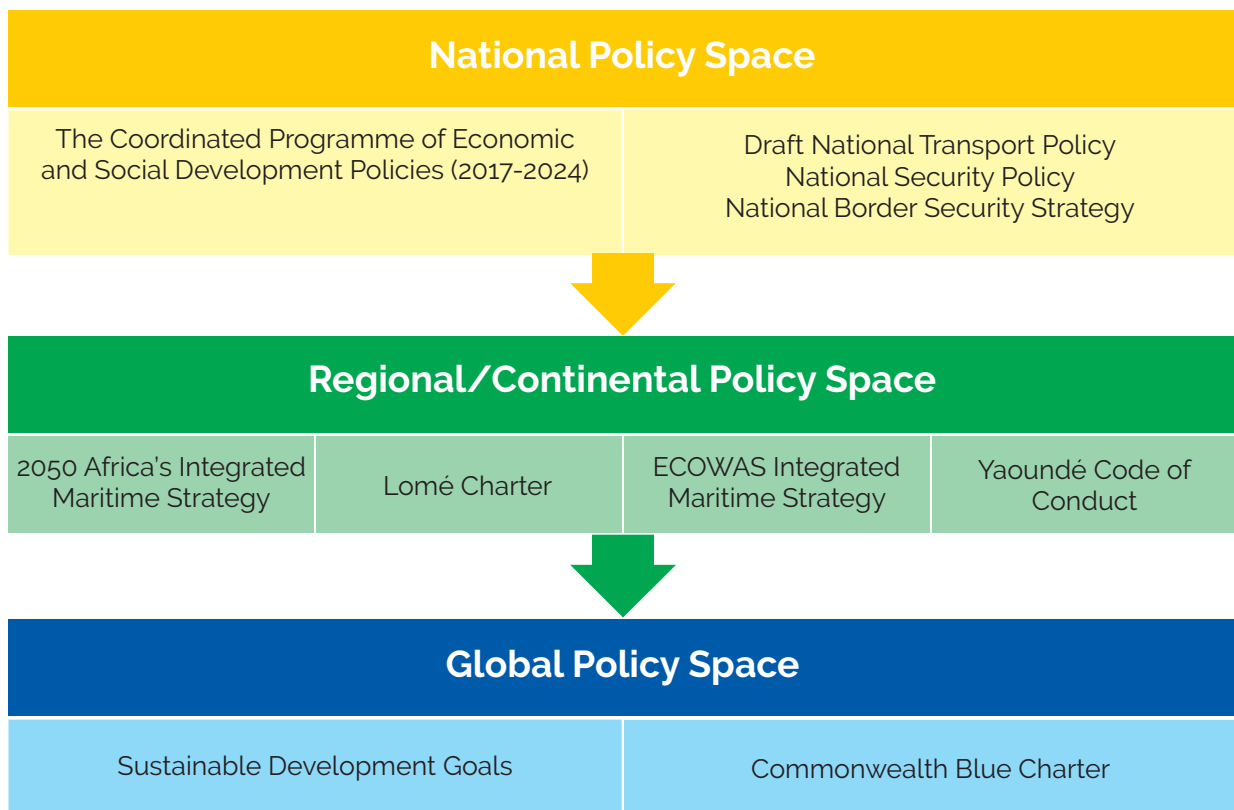 National Policy Space
The Coordinated Programme of Economic
and Social Development Policies (2017-2024)
Draft National Transport Policy
National Security Policy
National Border Security Strategy
Regional/Continental Policy Space
2050 Africa's Integrated
Maritime Strategy
Lomé Charter
ECOWAS Integrated
Maritime Strategy
Yaoundé Code of
Conduct
Global Policy Space
Sustainable Development Goals
Commonwealth Blue Charter